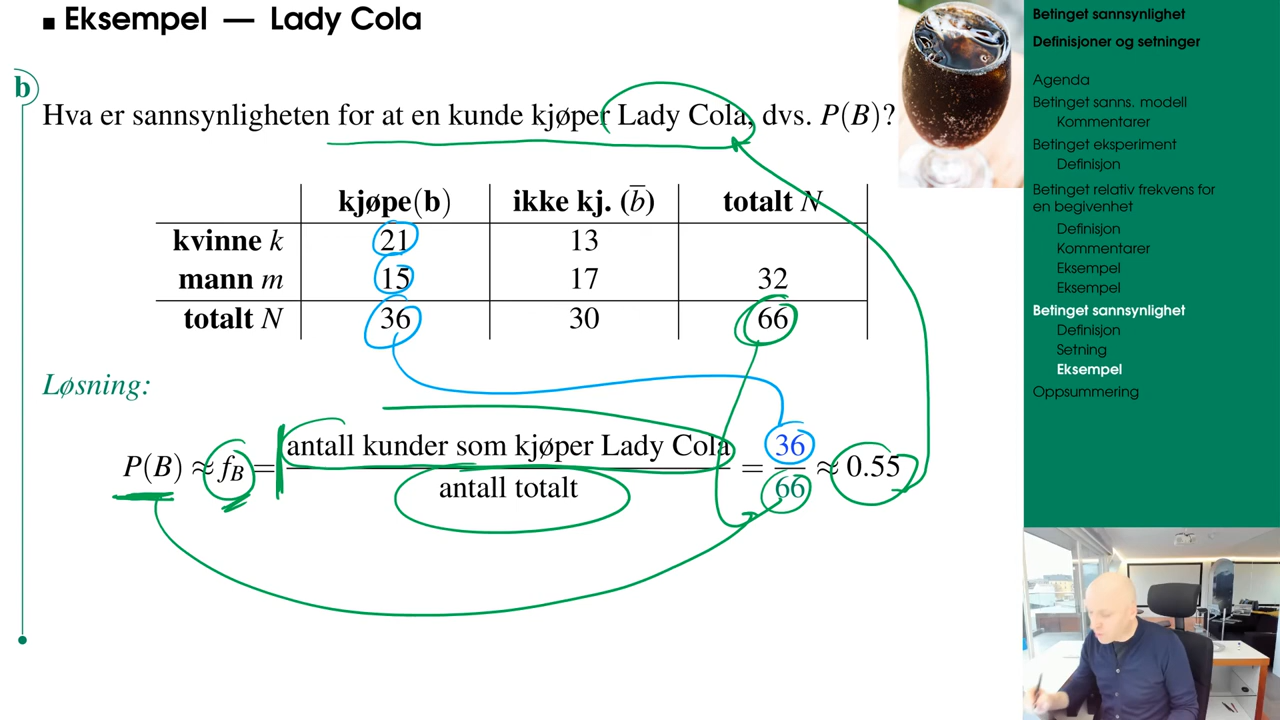 Eksempel — Lady Cola
b
Hva er sannsynligheten for at en kunde kjøper Lady Cola, dvs. P(B)?
kjøpe(b) ikke kj. (b̅) totalt N
kvinne k 21 13
mann m 15 17 32
totalt N 36 30 66
Løsning:
P(B) ≈ f_B = antall kunder som kjøper Lady Cola / antall totalt = 36 / 66 ≈ 0.55
Betinget sannsynlighet
Definisjoner og setninger
Agenda
Betinget sanns. modell
Kommentarer
Betinget eksperiment
Definisjon
Betinget relativ frekvens for
en begivenhet
Definisjon
Kommentarer
Eksempel
Eksempel
Betinget sannsynlighet
Definisjon
Setning
Eksempel
Oppsummering